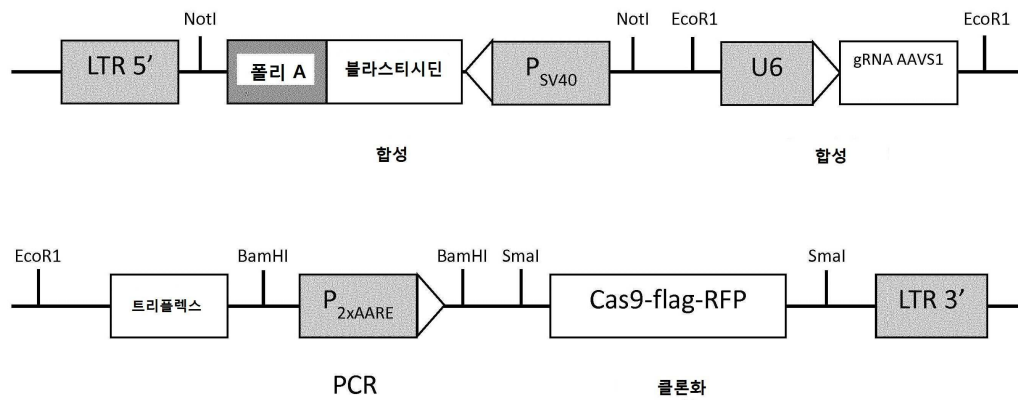 NotI NotI EcoR1 EcoR1
LTR 5’ 폴리 A 블라스티시딘 PSV40 U6 gRNA AAVS1
합성 합성
EcoR1 BamHI BamHI SmaI SmaI
트리플렉스 P2xAARE Cas9-flag-RFP LTR 3’
PCR 클론화